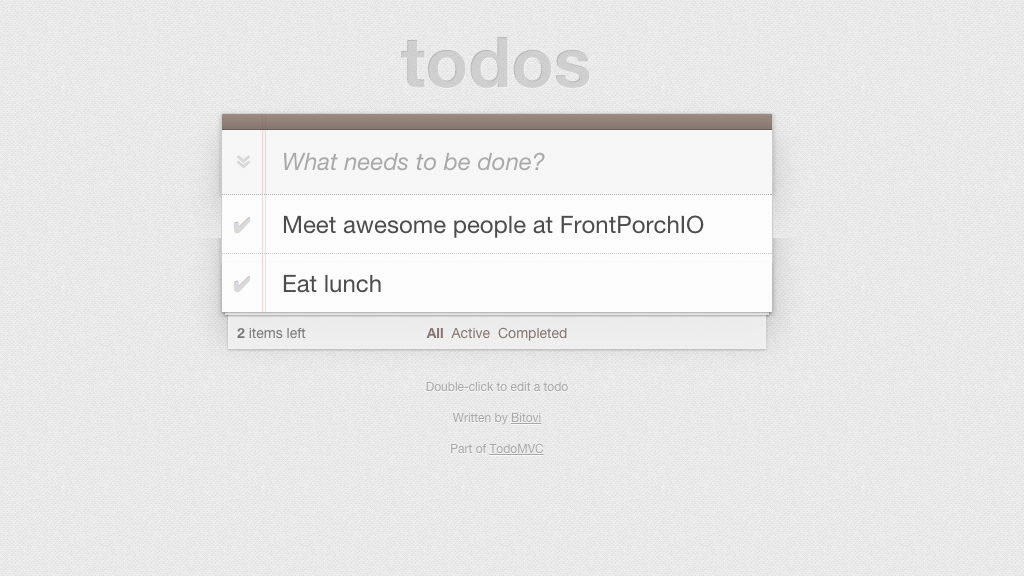 todos
What needs to be done?
Meet awesome people at FrontPorchIO
Eat lunch
2 items left All Active Completed
Double-click to edit a todo
Written by Bitovi
Part of TodoMVC